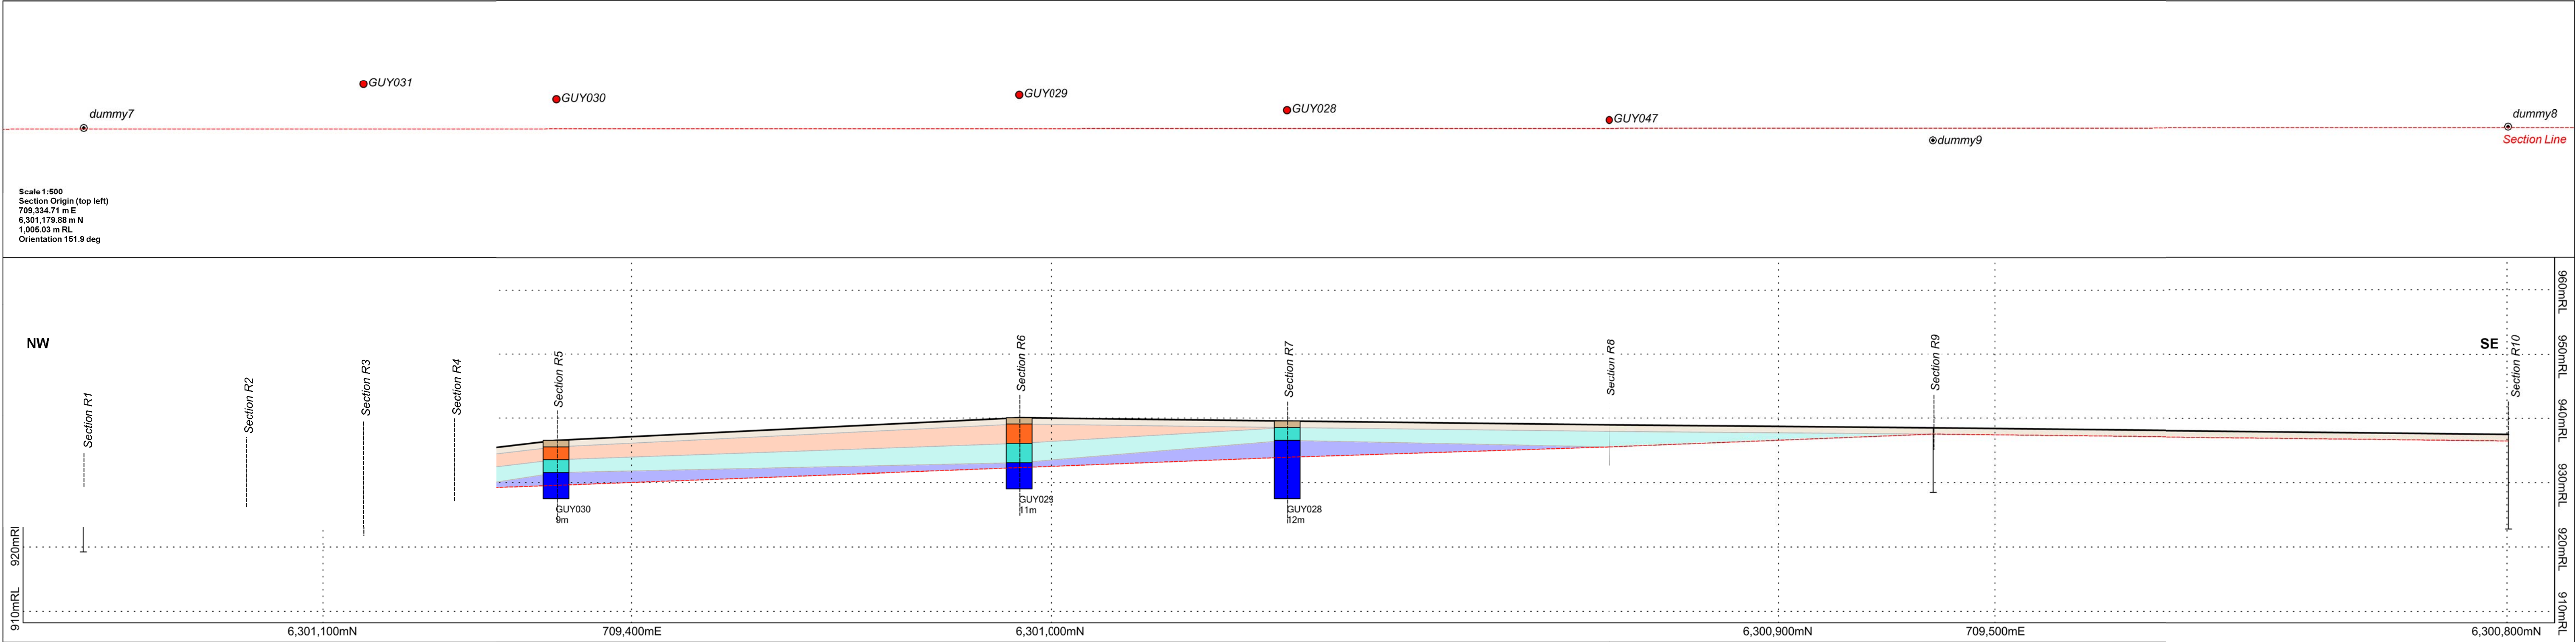 GUY031
GUY030
GUY029
GUY028
GUY047
dummy7
dummy8
dummy9
Section Line
Scale 1:500
Section Origin (top left)
709,334.71 m E
6,301,179.88 m N
1,005.03 m RL
Orientation 151.9 deg
NW
SE
Section R1
Section R2
Section R3
Section R4
Section R5
Section R6
Section R7
Section R8
Section R9
Section R10
960mRL
950mRL
940mRL
930mRL
920mRL
910mRL
920mRl
910mRL
GUY030
9m
GUY029
11m
GUY028
12m
6,301,100mN
709,400mE
6,301,000mN
6,300,900mN
709,500mE
6,300,800mN